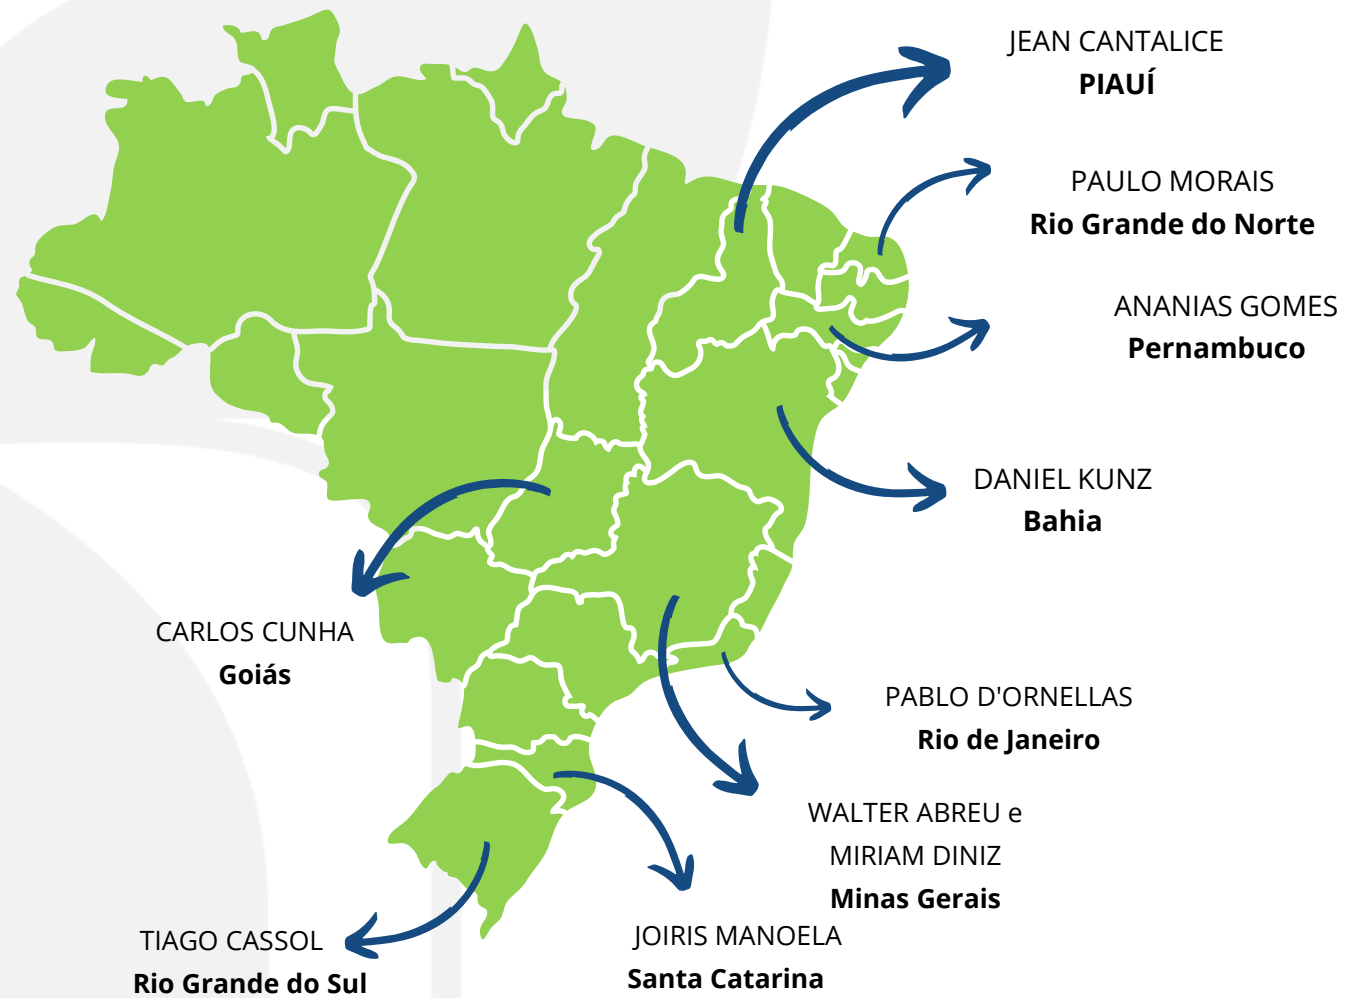 JEAN CANTALICE
PIAUÍ
PAULO MORAIS
Rio Grande do Norte
ANANIAS GOMES
Pernambuco
DANIEL KUNZ
Bahia
CARLOS CUNHA
Goiás
PABLO D'ORNELLAS
Rio de Janeiro
WALTER ABREU e
MIRIAM DINIZ
Minas Gerais
JOIRIS MANOELA
Santa Catarina
TIAGO CASSOL
Rio Grande do Sul